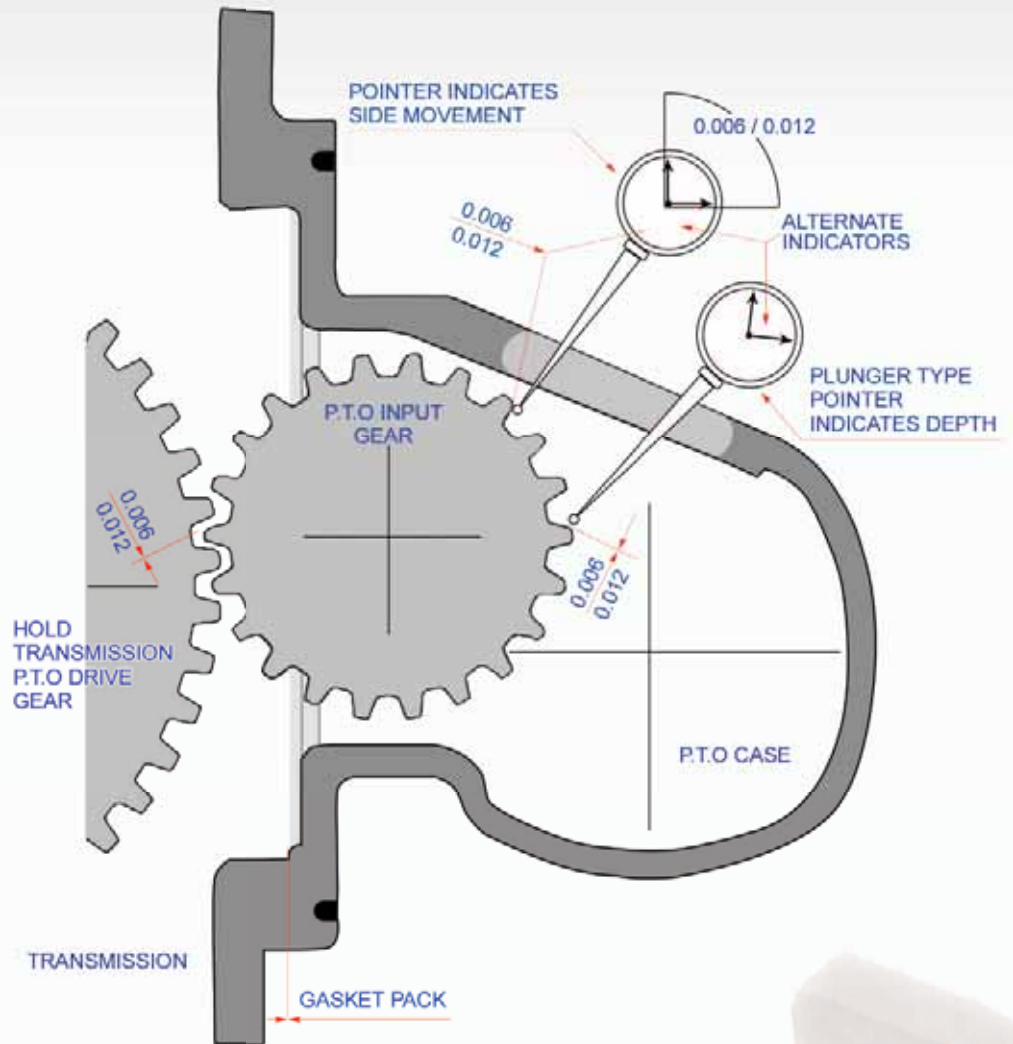 POINTER INDICATES
SIDE MOVEMENT
0.006 / 0.012
0.006
0.012
ALTERNATE
INDICATORS
PLUNGER TYPE
POINTER
INDICATES DEPTH
P.T.O INPUT
GEAR
0.006
0.012
0.006
0.012
HOLD
TRANSMISSION
P.T.O DRIVE
GEAR
P.T.O CASE
TRANSMISSION
GASKET PACK